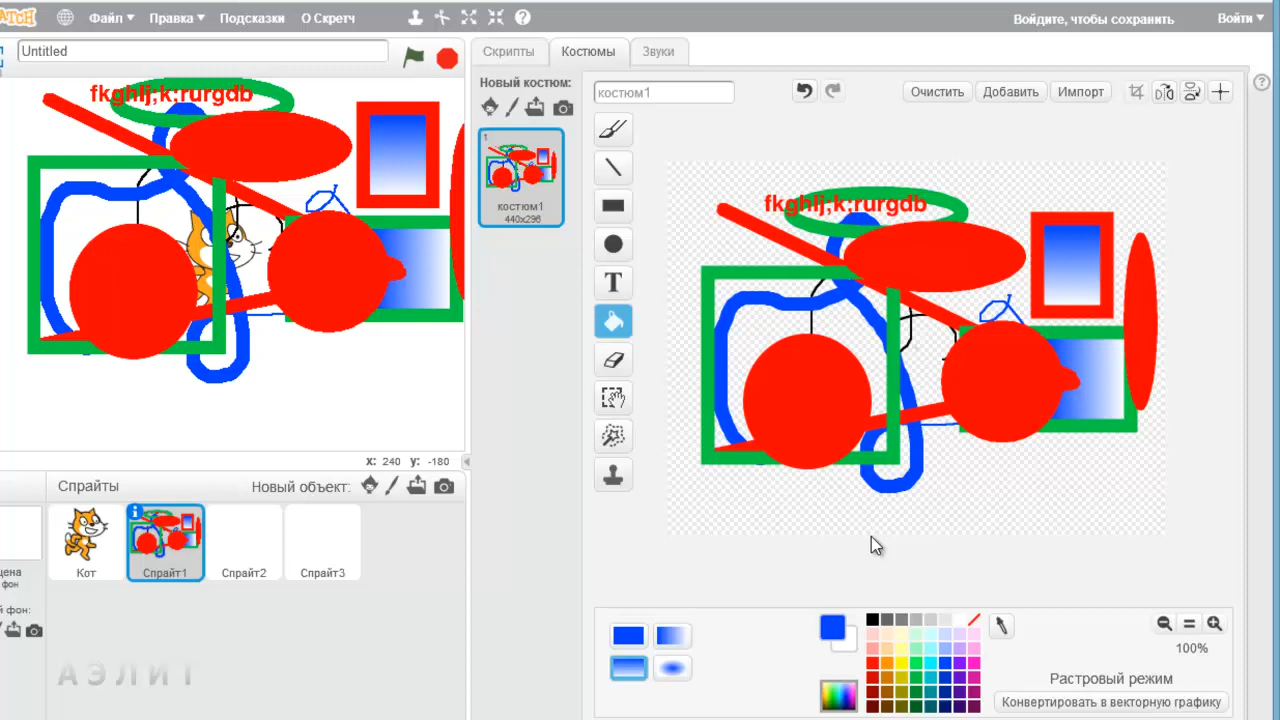 Файл Правка Подсказки О Скретч Войдите, чтобы сохранить Войти
Untitled
Скрипты Костюмы Звуки
Новый костюм:
костюм1
Очистить Добавить Импорт
fkghlj;k;rurgdb
fkghlj;k;rurgdb
1
костюм1
440x296
T
x: 240 y: -180
Спрайты Новый объект:
Кот Спрайт1 Спрайт2 Спрайт3
фон
й фон:
100%
АЭЛИТ
Растровый режим
Конвертировать в векторную графику